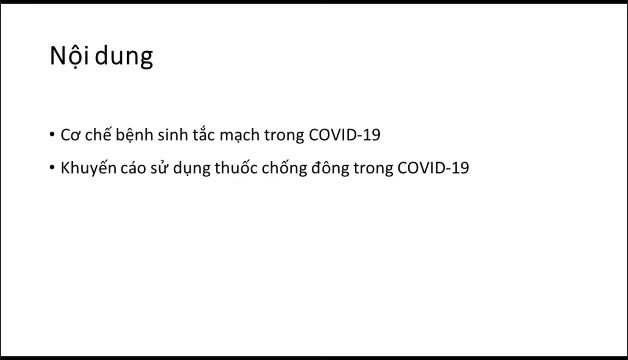 Nội dung
• Cơ chế bệnh sinh tắc mạch trong COVID-19
• Khuyến cáo sử dụng thuốc chống đông trong COVID-19